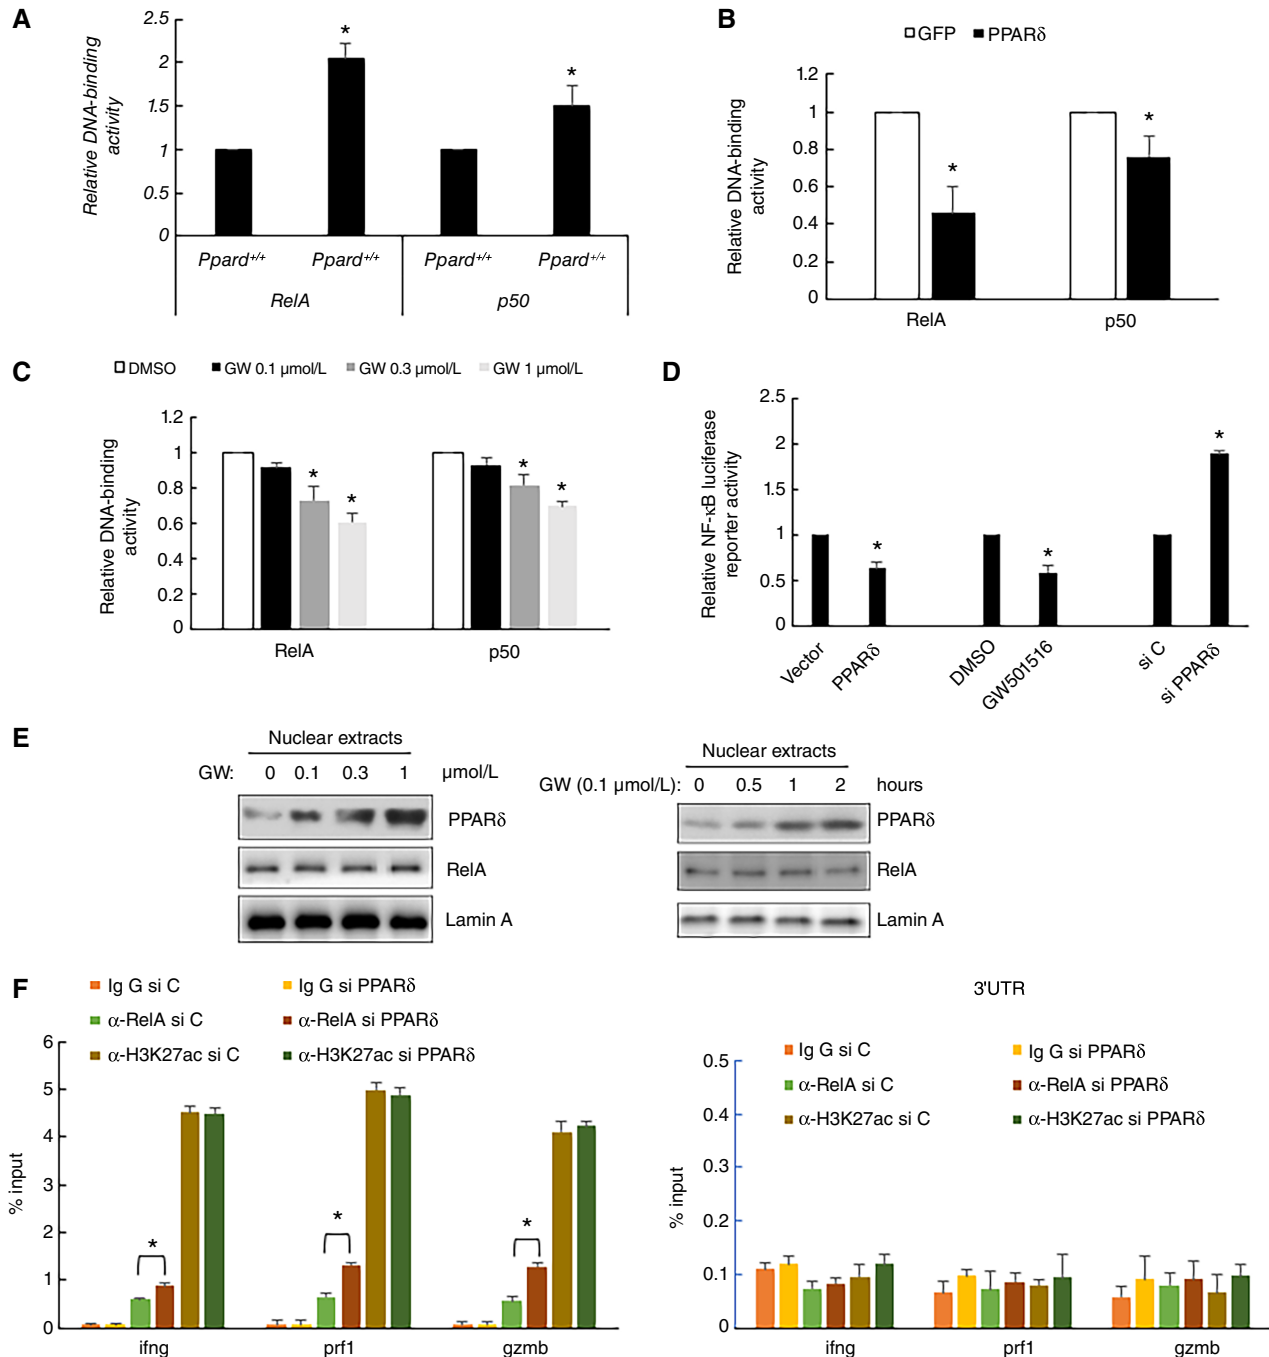 A
Relative DNA-binding
activity
2.5
2
1.5
1
0.5
0
*
*
Ppard+/+
Ppard+/+
Ppard+/+
Ppard+/+
RelA
p50
B
GFP
PPARδ
Relative DNA-binding
activity
1.2
1
0.8
0.6
0.4
0.2
0
*
*
RelA
p50
C
DMSO
GW 0.1 µmol/L
GW 0.3 µmol/L
GW 1 µmol/L
Relative DNA-binding
activity
1.2
1
0.8
0.6
0.4
0.2
0
*
*
*
*
RelA
p50
D
Relative NF-κB luciferase
reporter activity
2.5
2
1.5
1
0.5
0
*
*
*
Vector
PPARδ
DMSO
GW501516
si C
si PPARδ
E
Nuclear extracts
GW: 0 0.1 0.3 1 µmol/L
PPARδ
RelA
Lamin A
Nuclear extracts
GW (0.1 µmol/L): 0 0.5 1 2 hours
PPARδ
RelA
Lamin A
F
Ig G si C
Ig G si PPARδ
α-RelA si C
α-RelA si PPARδ
α-H3K27ac si C
α-H3K27ac si PPARδ
% input
6
5
4
3
2
1
0
*
*
*
ifng
prf1
gzmb
3'UTR
Ig G si C
Ig G si PPARδ
α-RelA si C
α-RelA si PPARδ
α-H3K27ac si C
α-H3K27ac si PPARδ
% input
0.5
0.4
0.3
0.2
0.1
0
ifng
prf1
gzmb